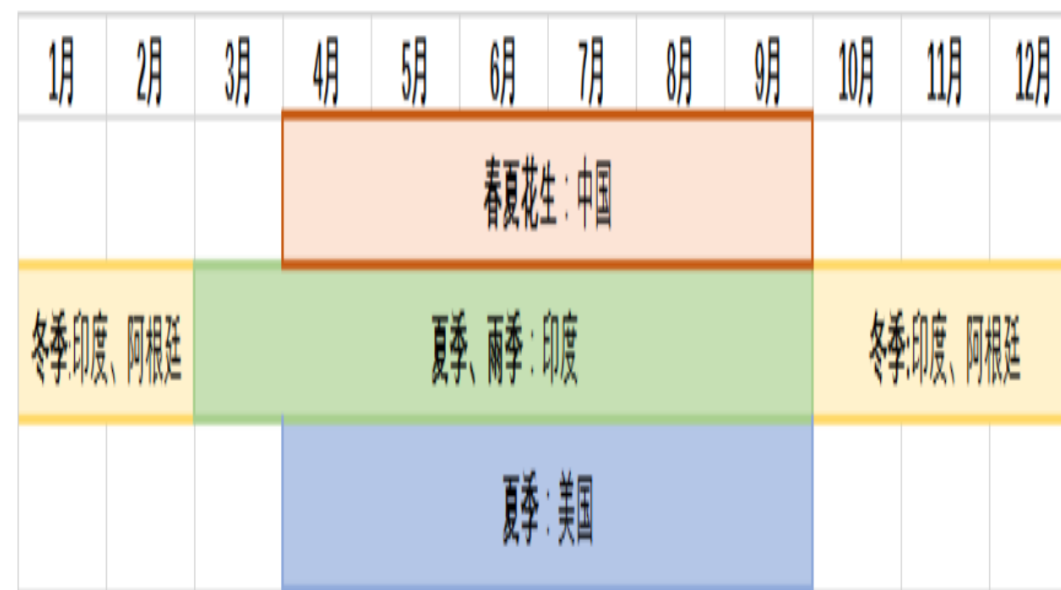 1月 2月 3月 4月 5月 6月 7月 8月 9月 10月 11月 12月
春夏花生：中国
冬季:印度、阿根廷 夏季、雨季：印度 冬季:印度、阿根廷
夏季：美国